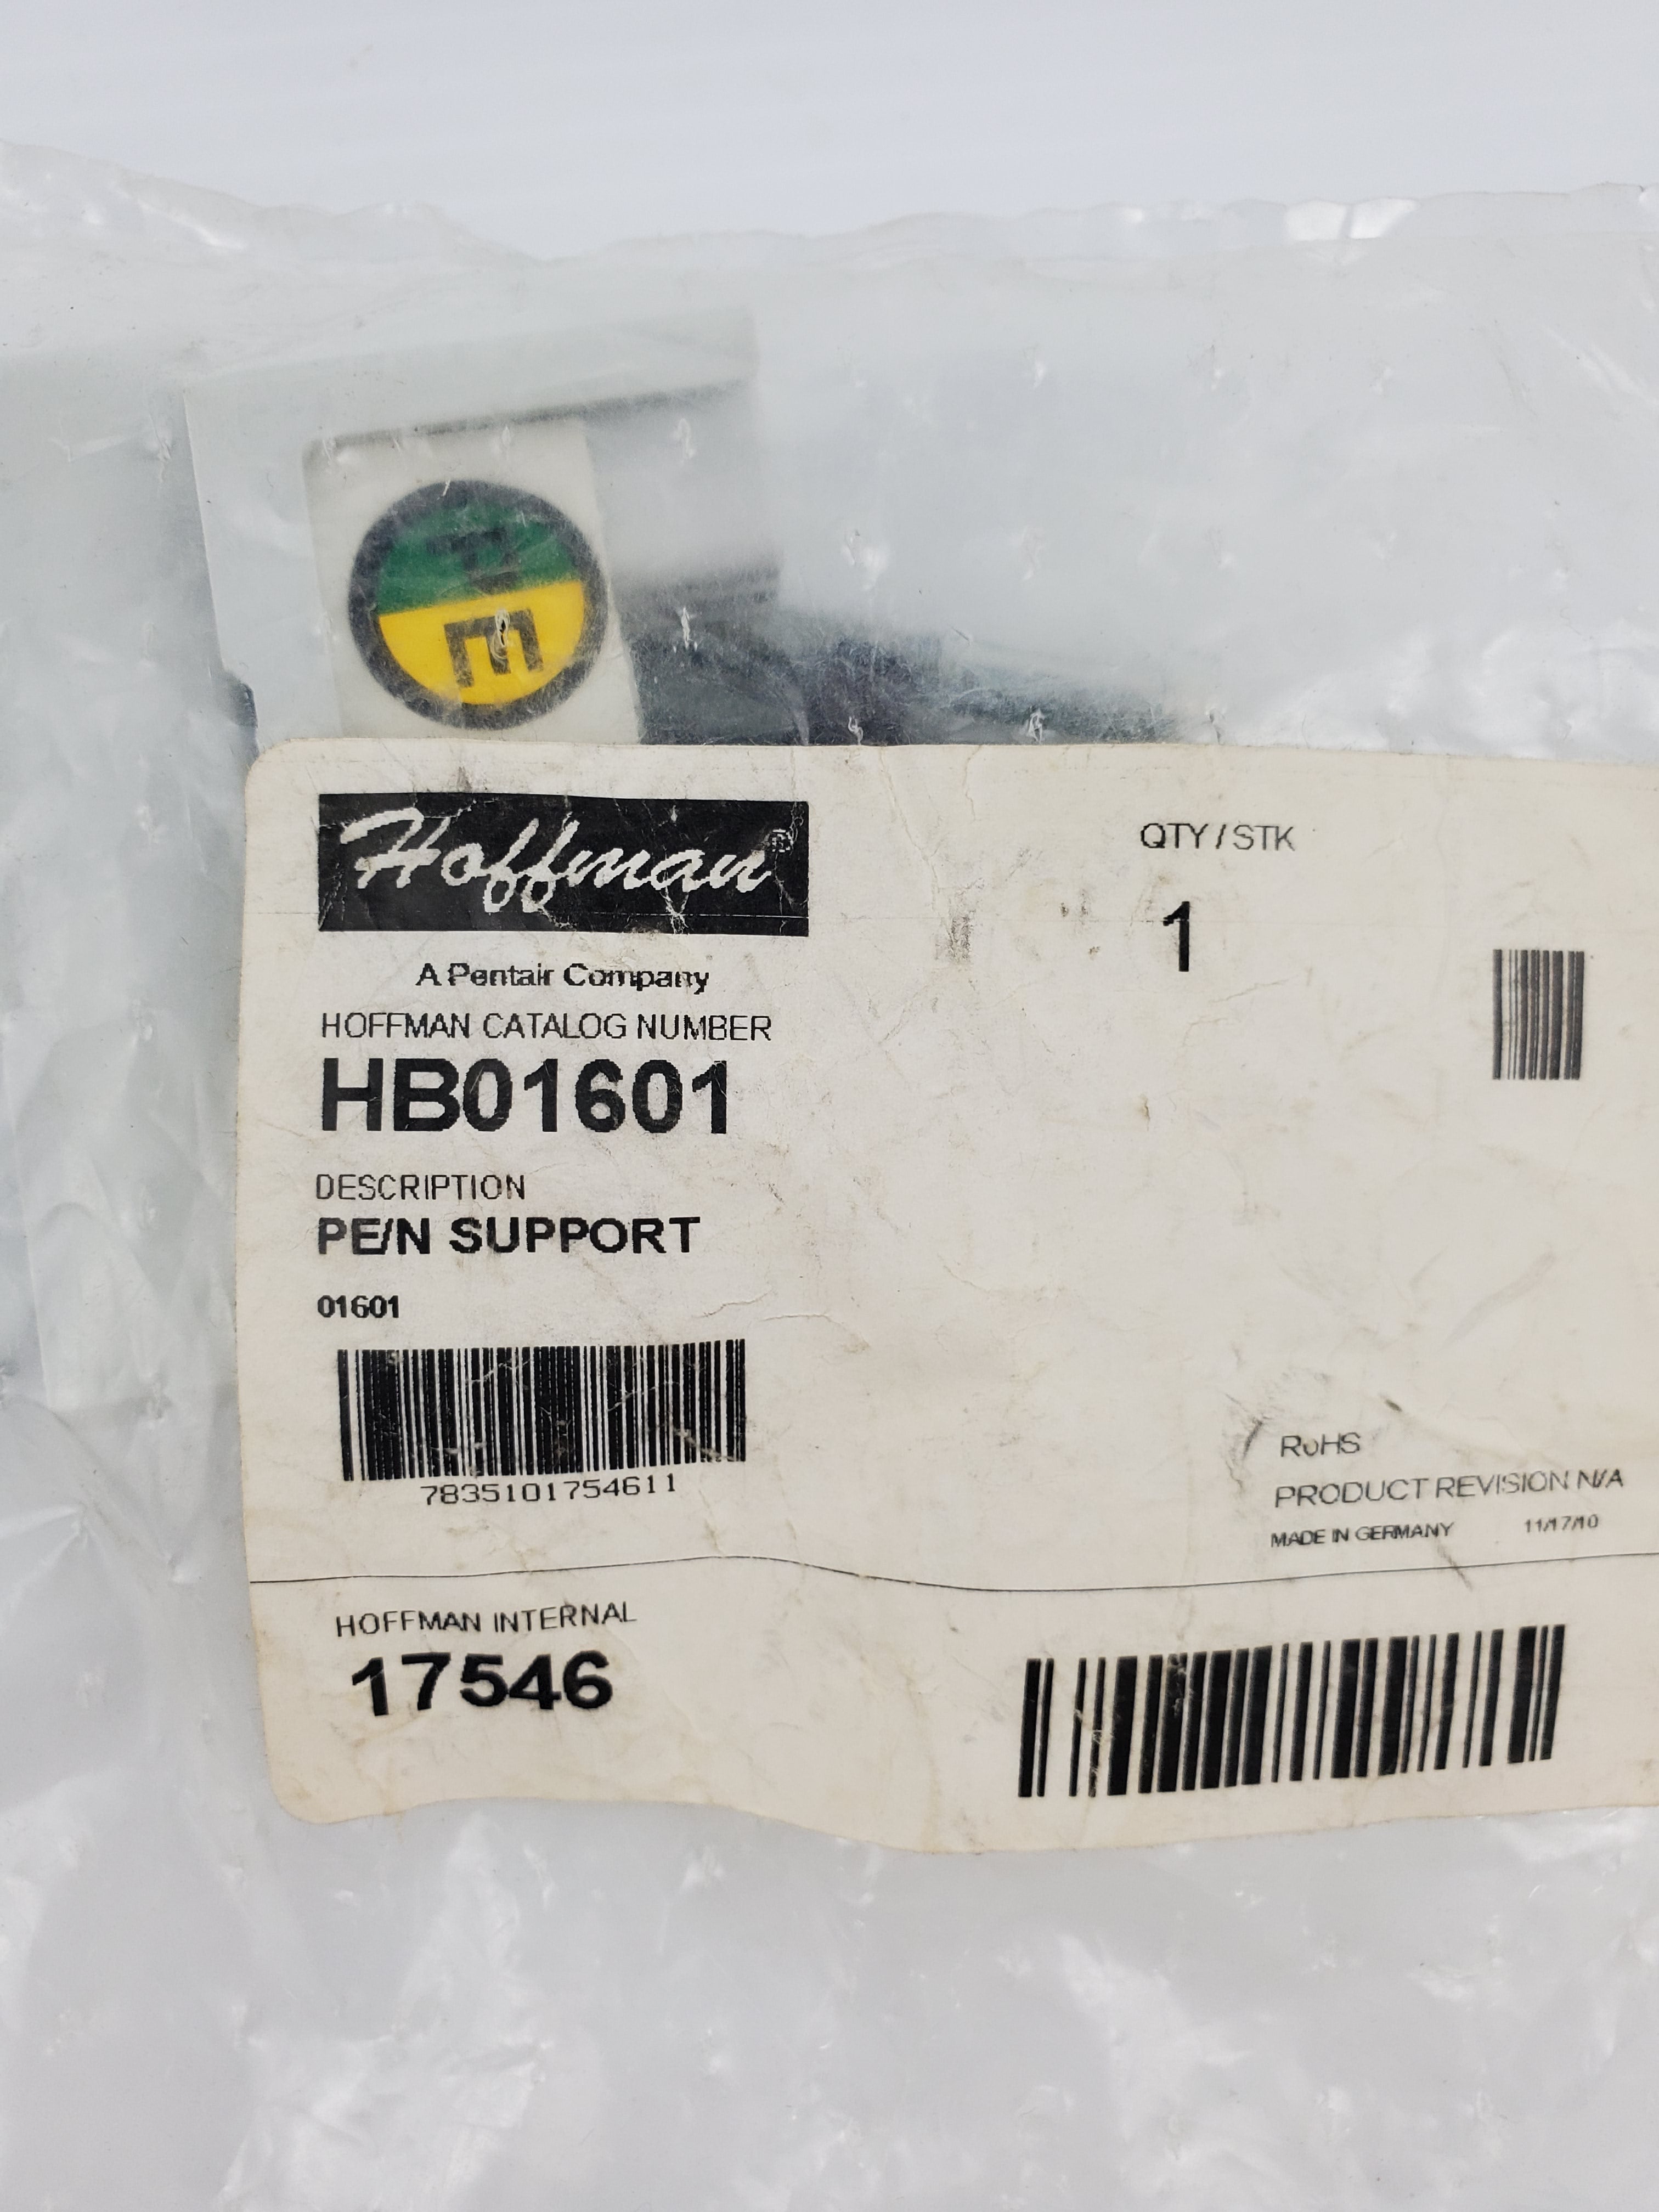 PE
Hoffman®
A Pentair Company
HOFFMAN CATALOG NUMBER
HB01601
DESCRIPTION
PE/N SUPPORT
01601
7835101754611
QTY / STK
1
RoHS
PRODUCT REVISION N/A
MADE IN GERMANY 11/17/10
HOFFMAN INTERNAL
17546